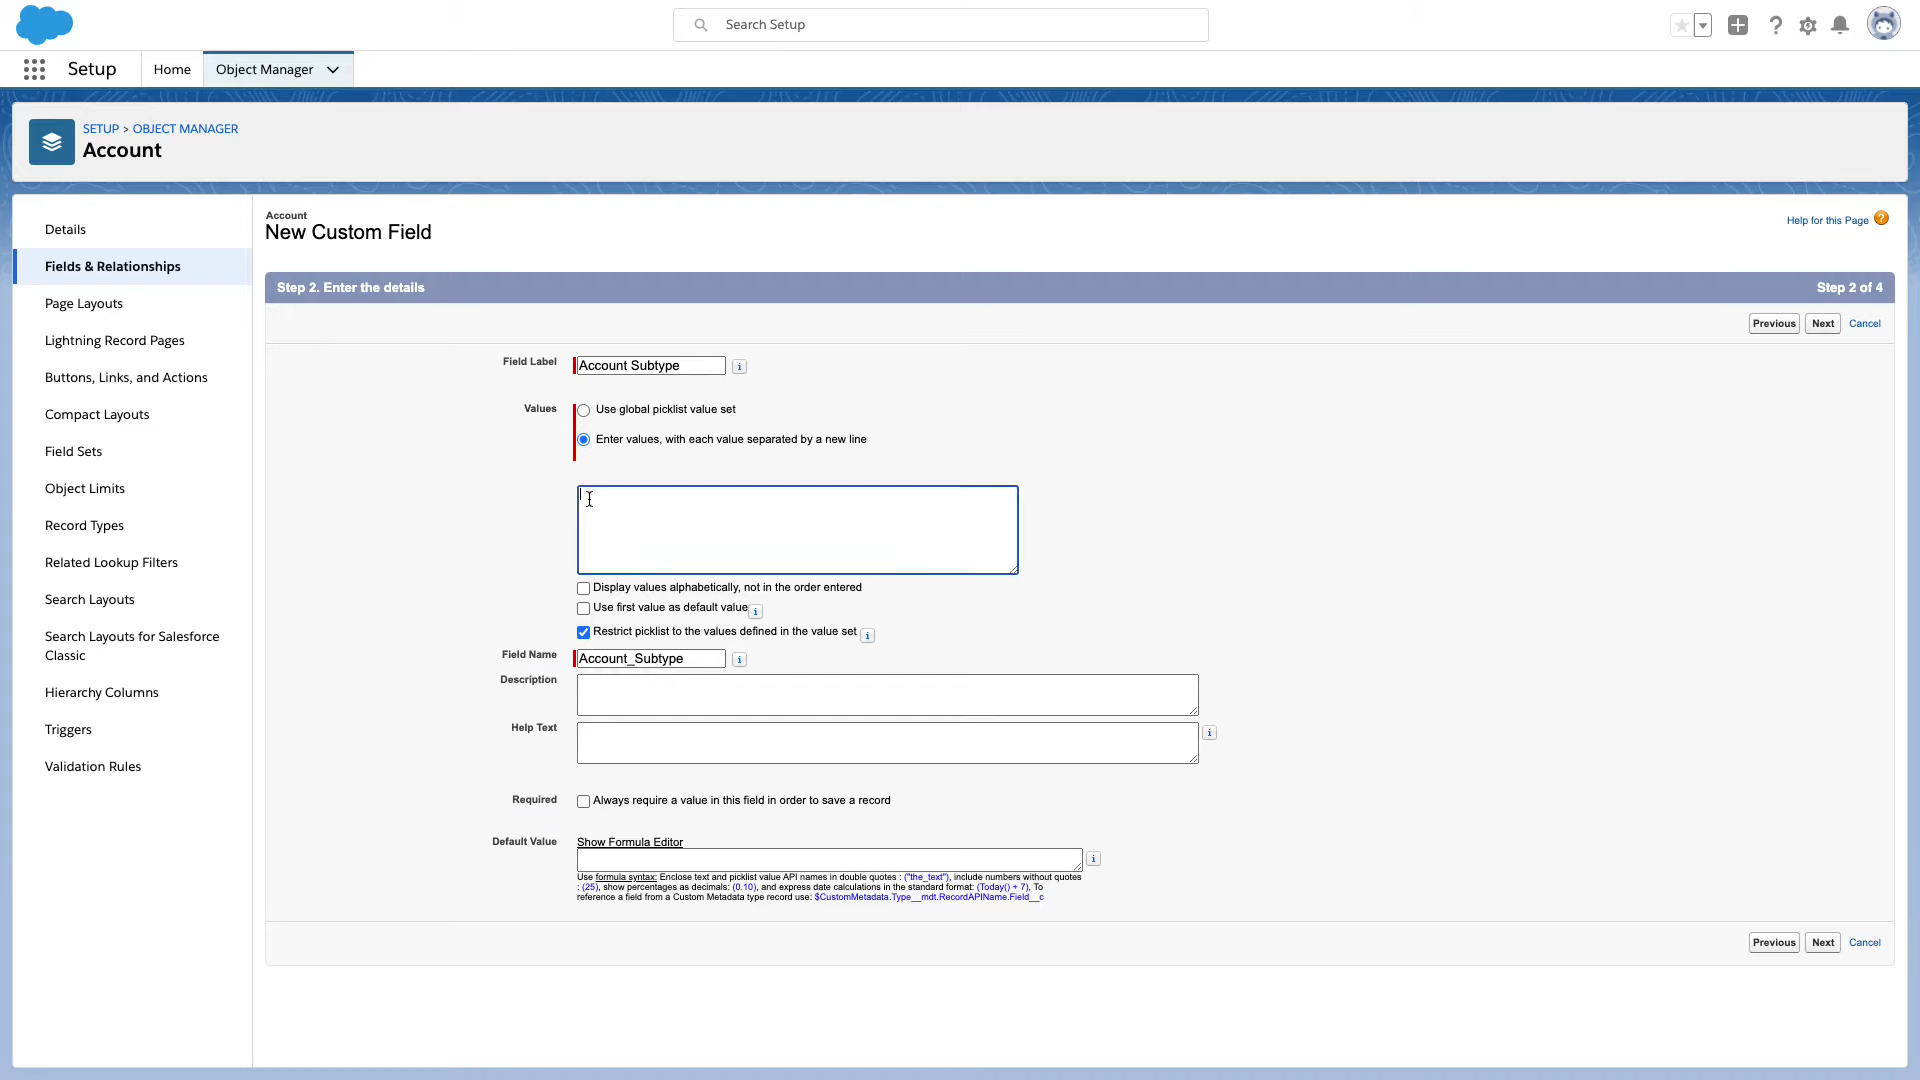 Search Setup
Setup
Home
Object Manager
SETUP > OBJECT MANAGER
Account
Details
Fields & Relationships
Page Layouts
Lightning Record Pages
Buttons, Links, and Actions
Compact Layouts
Field Sets
Object Limits
Record Types
Related Lookup Filters
Search Layouts
Search Layouts for Salesforce
Classic
Hierarchy Columns
Triggers
Validation Rules
Account
New Custom Field
Help for this Page
Step 2. Enter the details
Step 2 of 4
Previous
Next
Cancel
Field Label
Account Subtype
Values
Use global picklist value set
Enter values, with each value separated by a new line
Display values alphabetically, not in the order entered
Use first value as default value
Restrict picklist to the values defined in the value set
Field Name
Account_Subtype
Description
Help Text
Required
Always require a value in this field in order to save a record
Default Value
Show Formula Editor
Use formula syntax: Enclose text and picklist value API names in double quotes : ("the_text"), include numbers without quotes
: (25), show percentages as decimals: (0.10), and express date calculations in the standard format: (Today() + 7), To
reference a field from a Custom Metadata type record use: $CustomMetadata.Type__mdt.RecordAPIName.Field__c
Previous
Next
Cancel